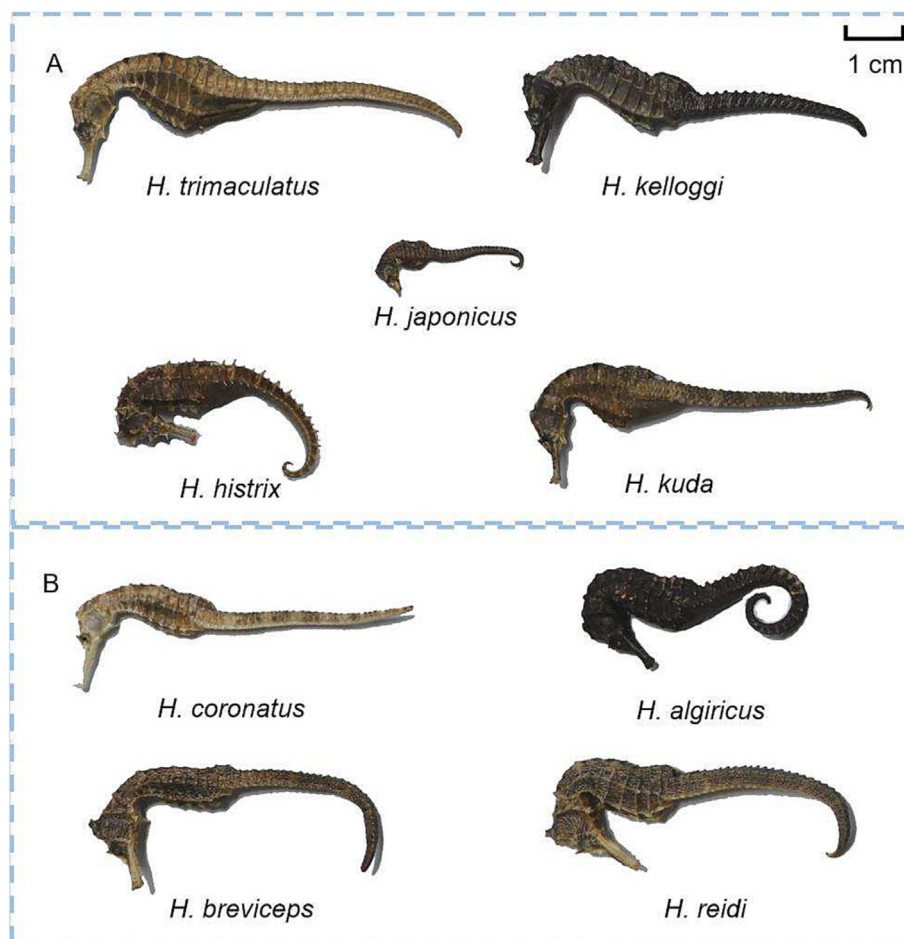 A
1 cm
H. trimaculatus
H. kelloggi
H. japonicus
H. histrix
H. kuda
B
H. coronatus
H. algiricus
H. breviceps
H. reidi